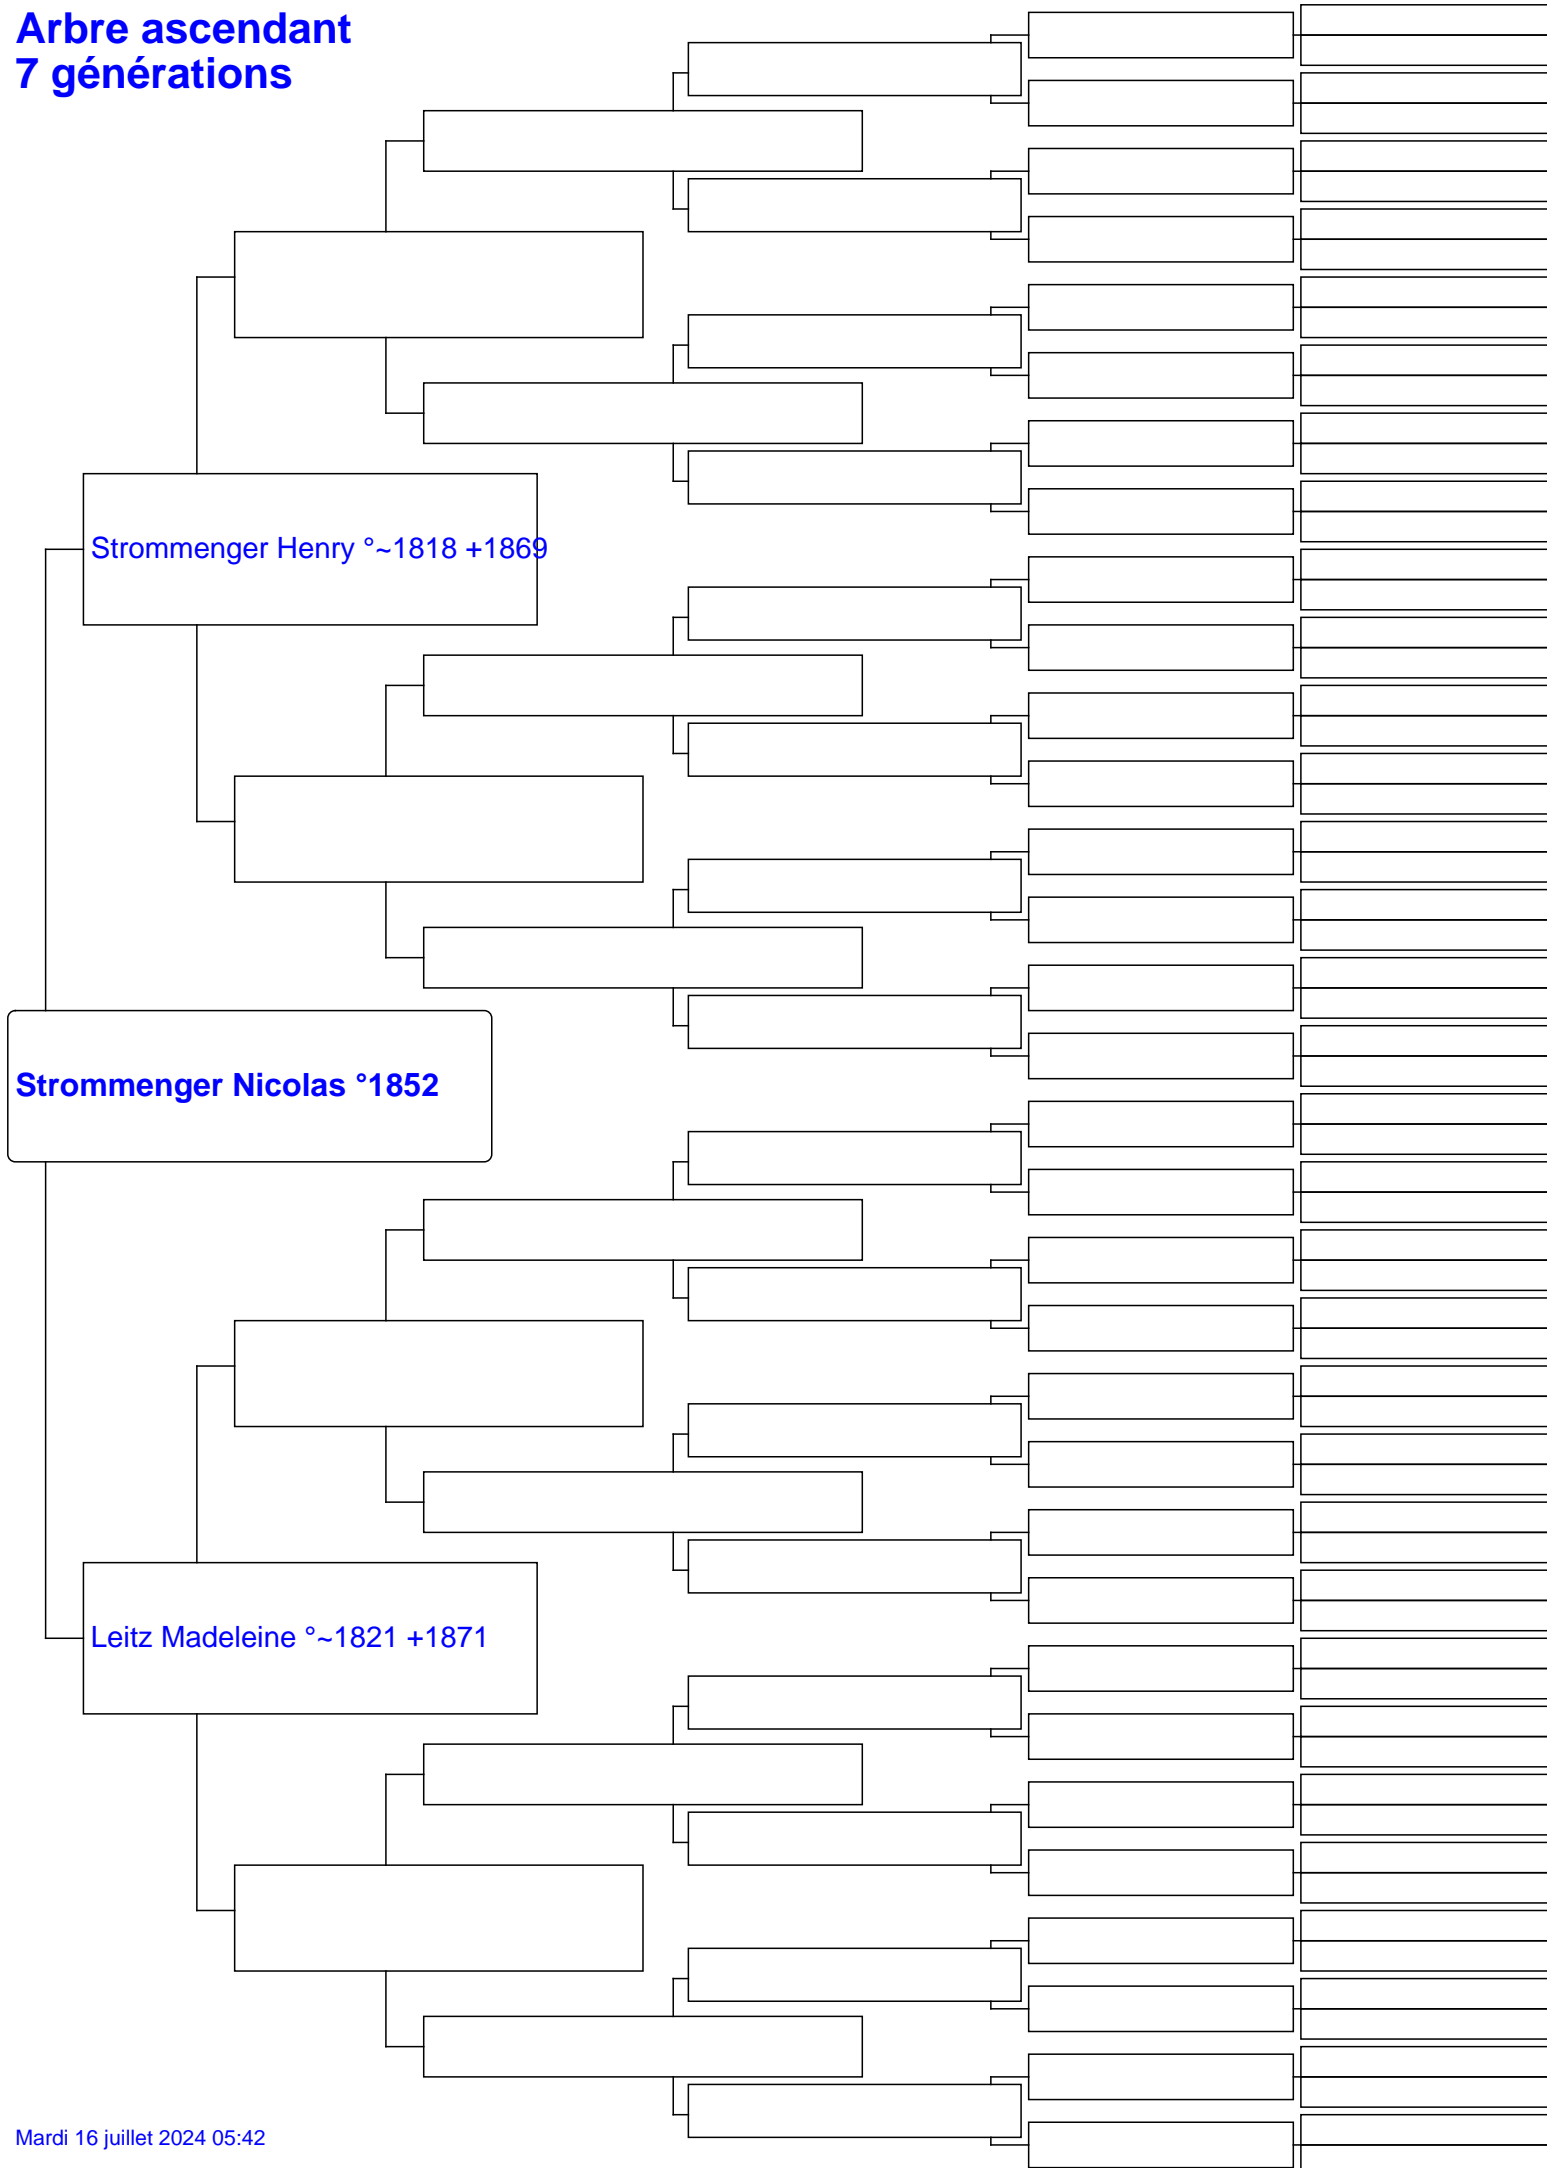 Arbre ascendant
7 générations
Strommenger Henry °~1818 +1869
Strommenger Nicolas °1852
Leitz Madeleine °~1821 +1871
Mardi 16 juillet 2024 05:42